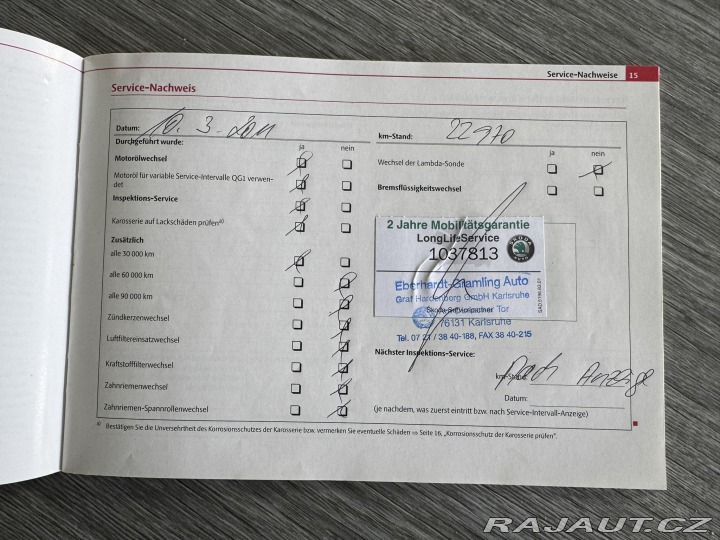 Service-Nachweise 15
Service-Nachweis
Datum: 10. 3. 2011
km-Stand: 22970
Durchgeführt wurde:
ja nein
ja nein
Motorölwechsel
Wechsel der Lambda-Sonde
Motoröl für variable Service-Intervalle QG1 verwen-
det
Bremsflüssigkeitswechsel
Inspektions-Service
Karosserie auf Lackschäden prüfen a)
Zusätzlich
alle 30 000 km
alle 60 000 km
alle 90 000 km
Zündkerzenwechsel
Luftfiltereinsatzwechsel
Kraftstofffilterwechsel
Zahnriemenwechsel
Zahnriemen-Spannrollenwechsel
2 Jahre Mobilitätsgarantie
LongLifeService
1037813
SKODA
AUTO
Eberhardt-Gramling Auto
Graf Hardenberg GmbH Karlsruhe
Skoda-Servicepartner Tor
76131 Karlsruhe
Tel. 07 21 / 38 40-188, FAX 38 40-215
Nächster Inspektions-Service:
km-Stand: nach Anzeige
Datum:
(je nachdem, was zuerst eintritt bzw. nach Service-Intervall-Anzeige)
a) Bestätigen Sie die Unversehrtheit des Korrosionsschutzes der Karosserie bzw. vermerken Sie eventuelle Schäden ⇒ Seite 16, „Korrosionsschutz der Karosserie prüfen“.
RAJAUT.CZ